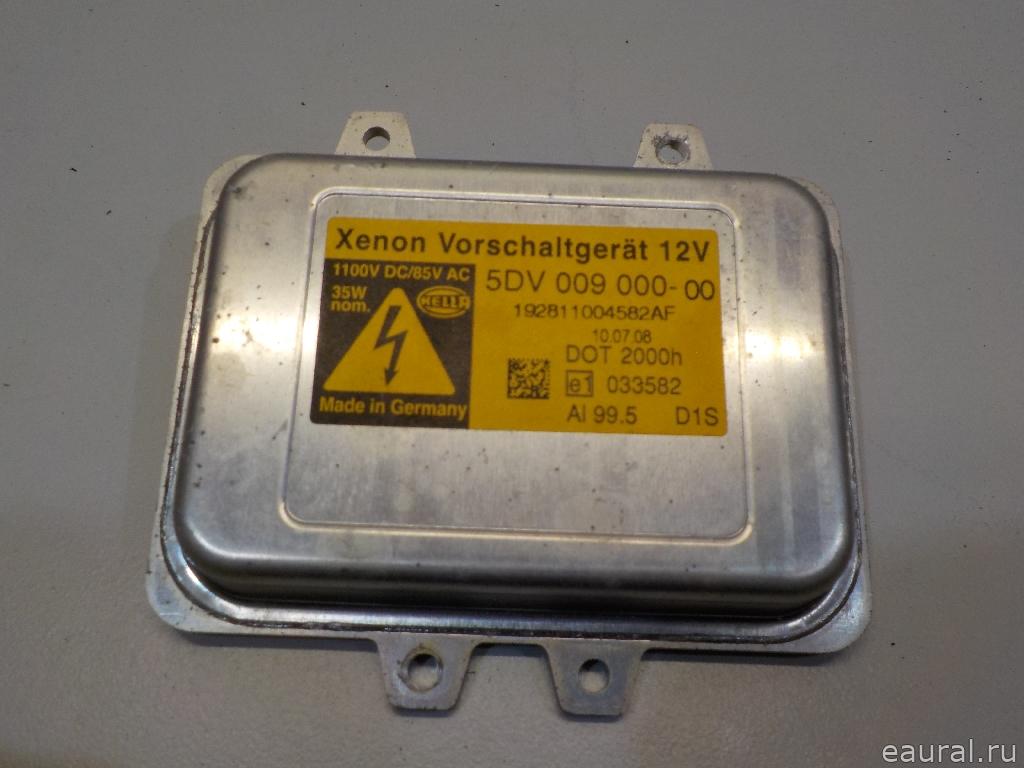 Xenon Vorschaltgerät 12V
1100V DC/85V AC
35W
nom.
HELLA
Made in Germany
5DV 009 000-00
192811004582AF
10.07.08
DOT 2000h
e1 033582
Al 99.5 D1S
eaural.ru